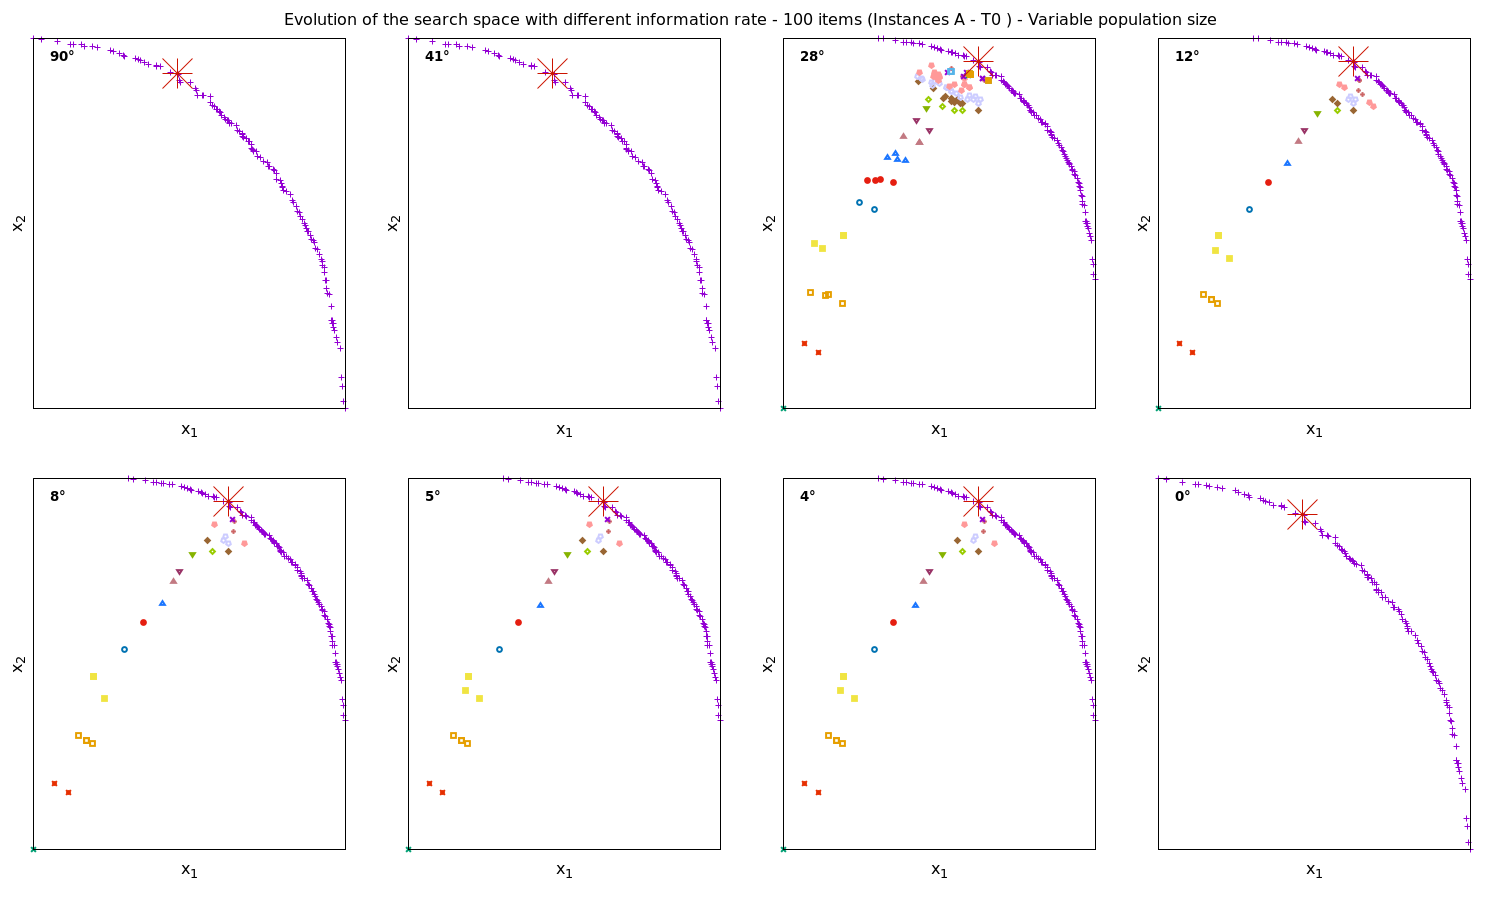 Evolution of the search space with different information rate - 100 items (Instances A - T0 ) - Variable population size
90°
41°
28°
12°
x₂
x₂
x₂
x₂
x₁
x₁
x₁
x₁
8°
5°
4°
0°
x₂
x₂
x₂
x₂
x₁
x₁
x₁
x₁